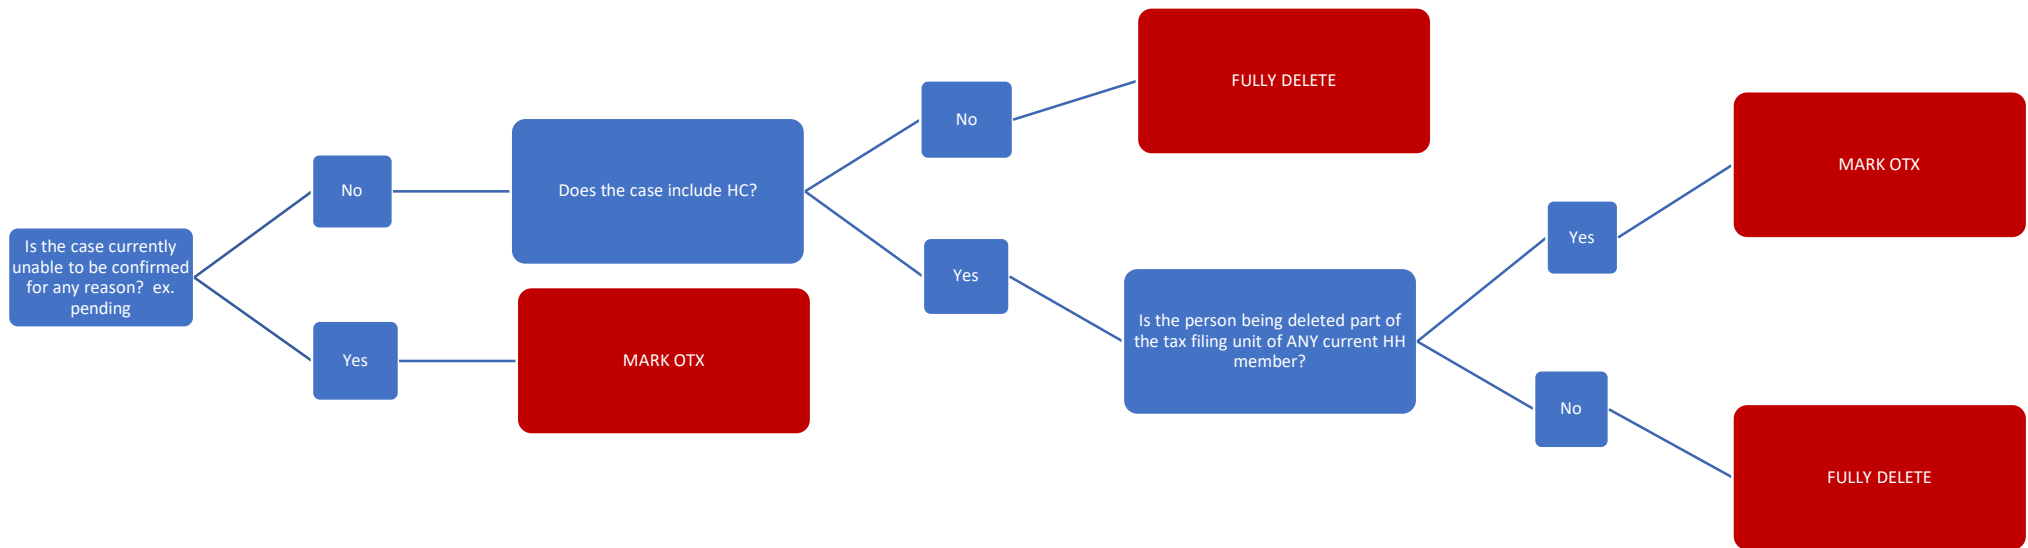 Is the case currently
unable to be confirmed
for any reason?  ex.
pending
No
Yes
Does the case include HC?
MARK OTX
No
Yes
FULLY DELETE
Is the person being deleted part of
the tax filing unit of ANY current HH
member?
Yes
No
MARK OTX
FULLY DELETE